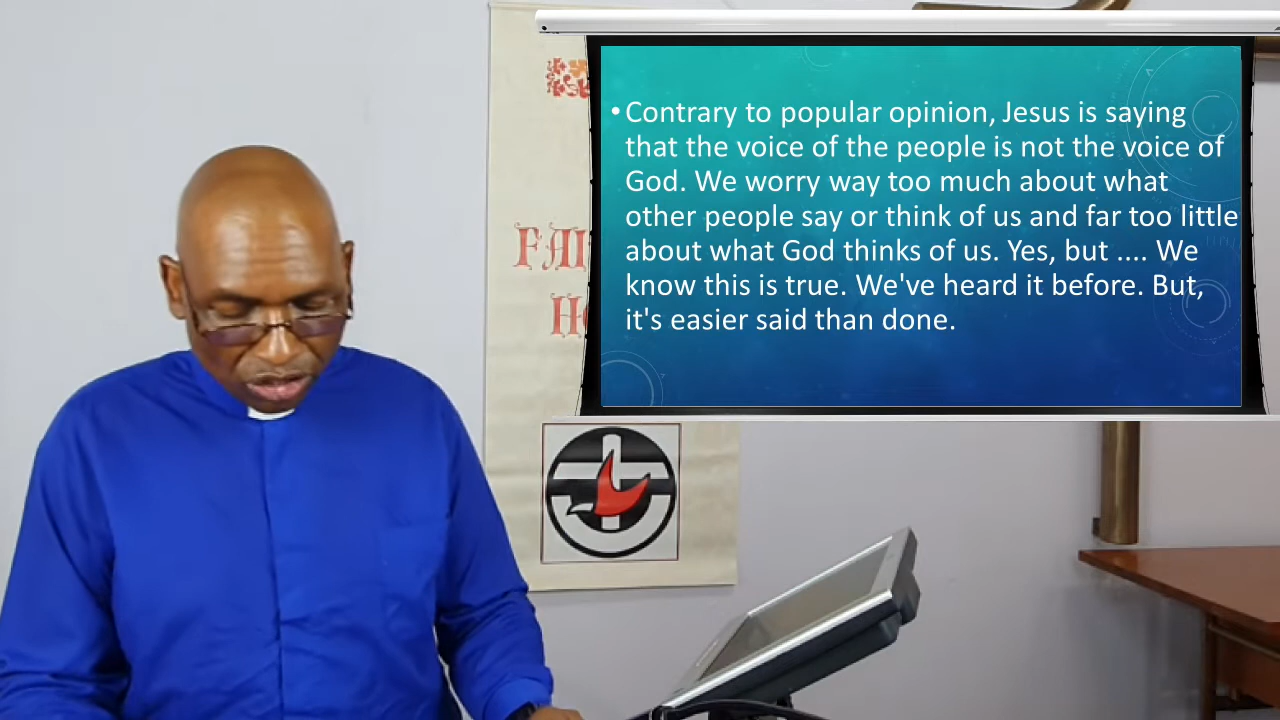 • Contrary to popular opinion, Jesus is saying
that the voice of the people is not the voice of
God. We worry way too much about what
other people say or think of us and far too little
about what God thinks of us. Yes, but .... We
know this is true. We've heard it before. But,
it's easier said than done.